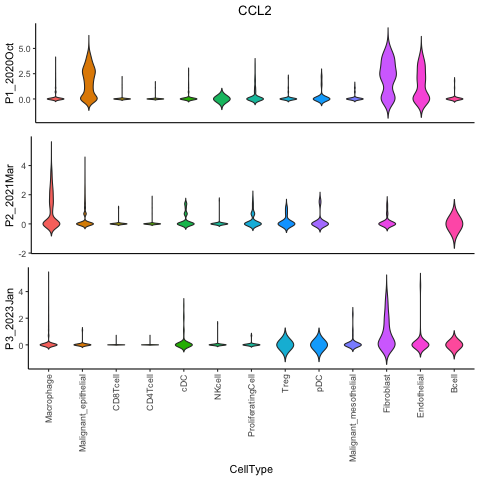 CCL2
P1_2020Oct
5.0
2.5
0.0
P2_2021Mar
4
2
0
-2
P3_2023Jan
4
2
0
Macrophage
Malignant_epithelial
CD8Tcell
CD4Tcell
cDC
NKcell
ProliferatingCell
Treg
pDC
Malignant_mesothelial
Fibroblast
Endothelial
Bcell
CellType